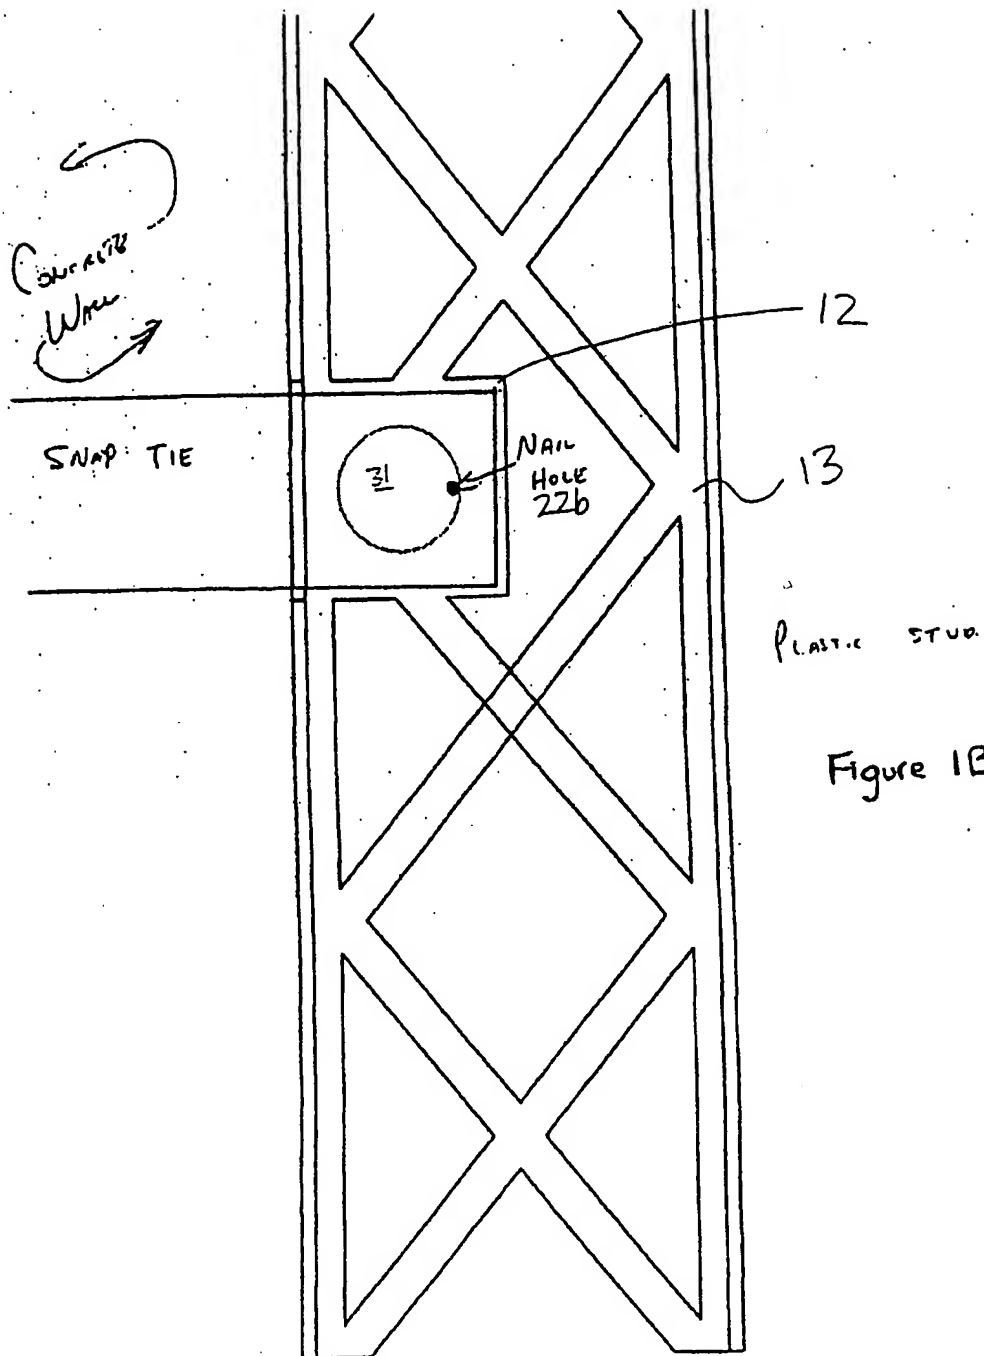 CONCRETE
WALL
12
SNAP TIE
31
NAIL
HOLE
22b
13
PLASTIC STUD
Figure 1B